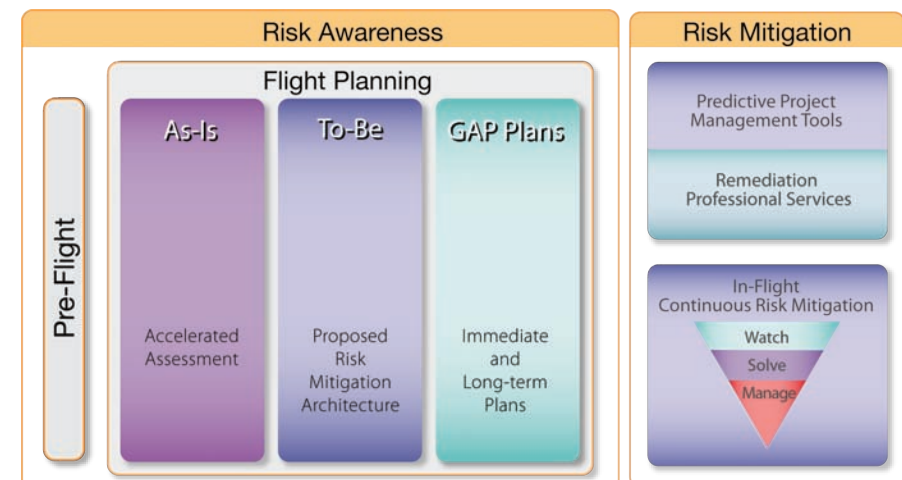 Risk Awareness
Flight Planning
Pre-Flight
As-Is
Accelerated
Assessment
To-Be
Proposed
Risk
Mitigation
Architecture
GAP Plans
Immediate
and
Long-term
Plans
Risk Mitigation
Predictive Project
Management Tools
Remediation
Professional Services
In-Flight
Continuous Risk Mitigation
Watch
Solve
Manage